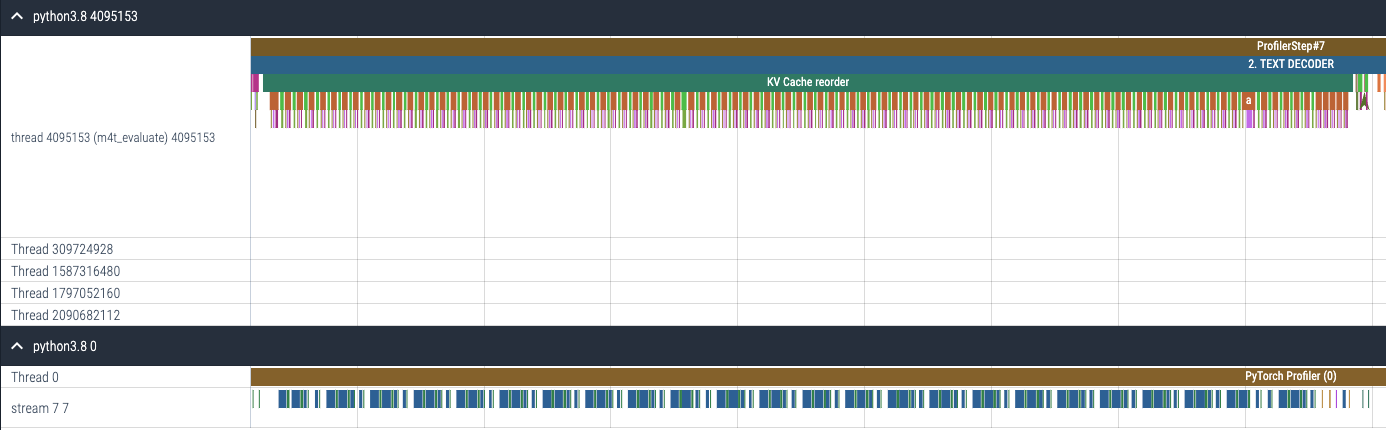 python3.8 4095153
ProfilerStep#7
2. TEXT DECODER
KV Cache reorder
a
thread 4095153 (m4t_evaluate) 4095153
Thread 309724928
Thread 1587316480
Thread 1797052160
Thread 2090682112
python3.8 0
Thread 0
PyTorch Profiler (0)
stream 7 7